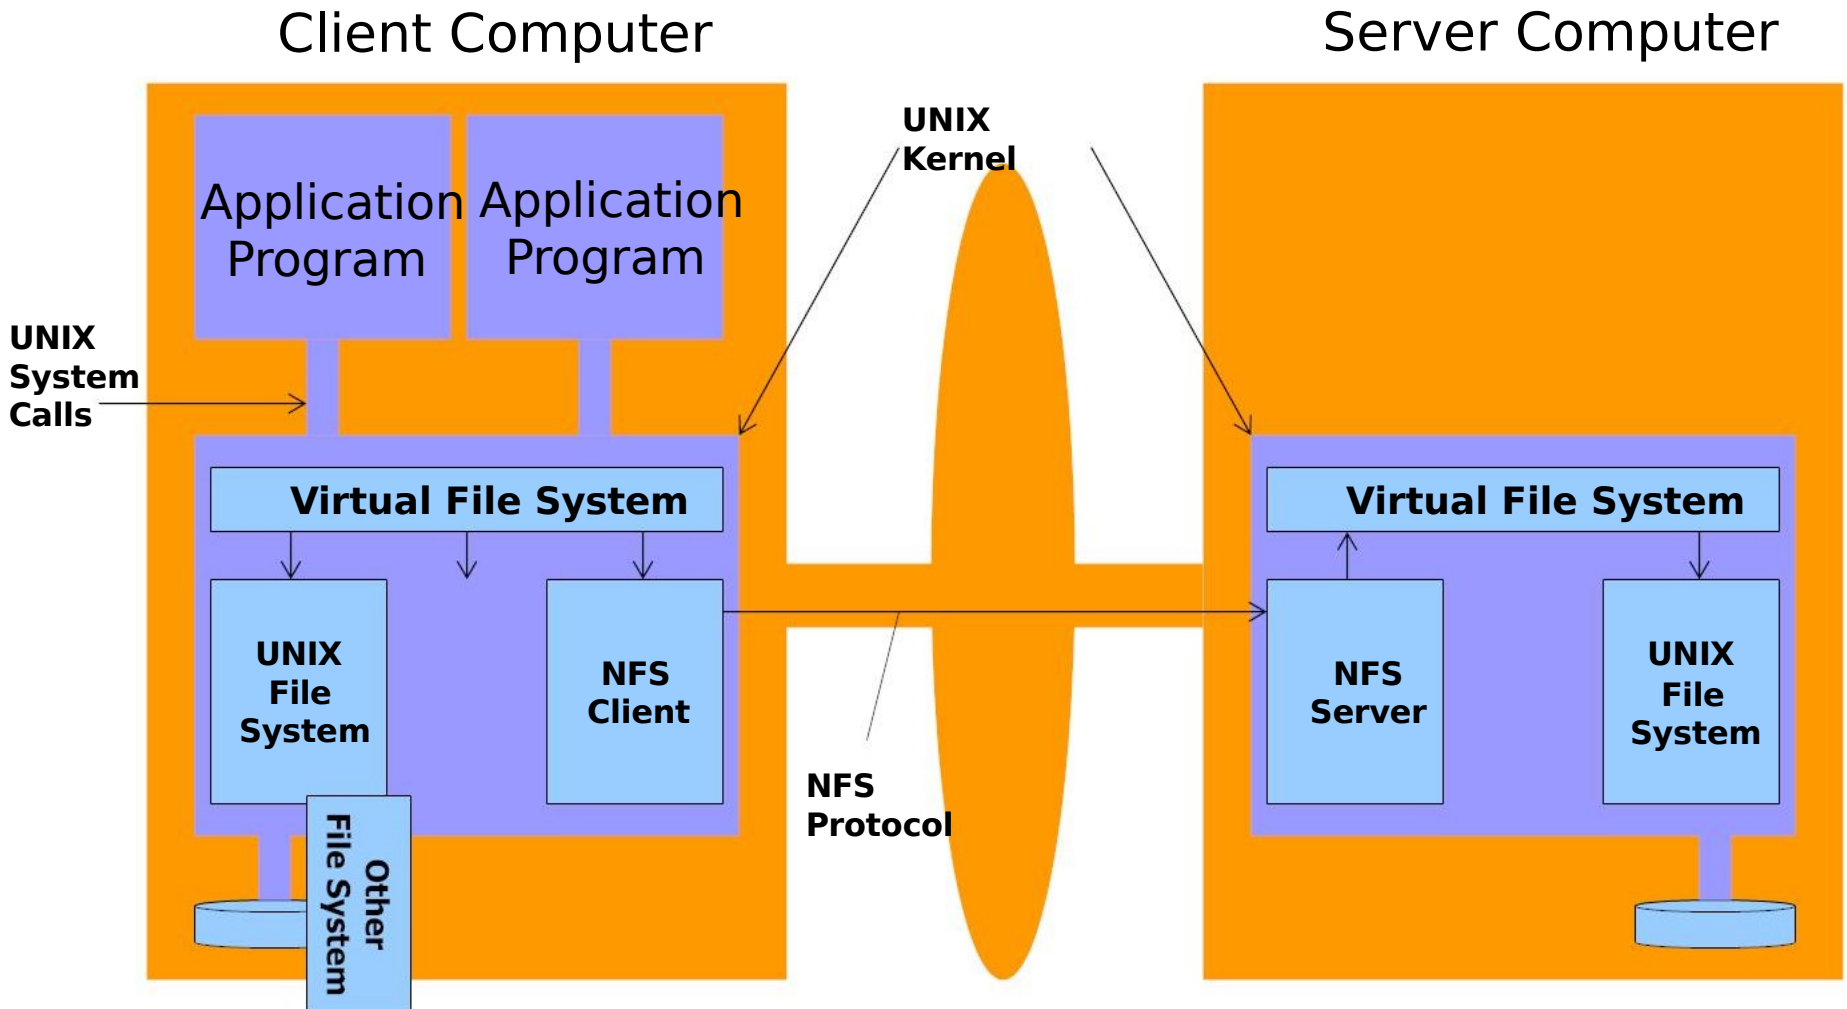 Client Computer
Server Computer
UNIX
Kernel
Application
Program
Application
Program
UNIX
System
Calls
Virtual File System
Virtual File System
UNIX
File
System
NFS
Client
NFS
Server
UNIX
File
System
NFS
Protocol
Other
File System